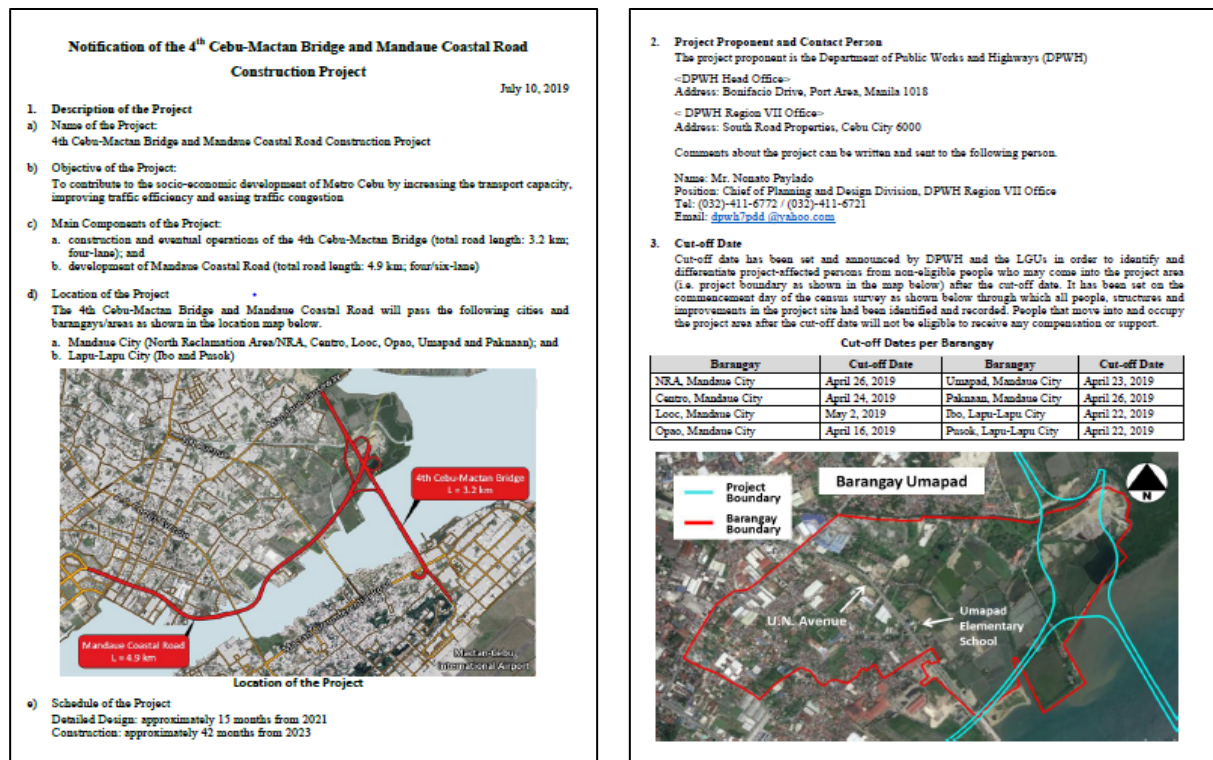 Notification of the 4th Cebu-Mactan Bridge and Mandaue Coastal Road
Construction Project
July 10, 2019
1. Description of the Project
a) Name of the Project:
4th Cebu-Mactan Bridge and Mandaue Coastal Road Construction Project
b) Objective of the Project:
To contribute to the socio-economic development of Metro Cebu by increasing the transport capacity,
improving traffic efficiency and easing traffic congestion
c) Main Components of the Project:
a. construction and eventual operations of the 4th Cebu-Mactan Bridge (total road length: 3.2 km;
four-lane); and
b. development of Mandaue Coastal Road (total road length: 4.9 km; four/six-lane)
d) Location of the Project
The 4th Cebu-Mactan Bridge and Mandaue Coastal Road will pass the following cities and
barangays/areas as shown in the location map below.
a. Mandaue City (North Reclamation Area/NRA, Centro, Looc, Opao, Umapad and Paknaan); and
b. Lapu-Lapu City (Ibo and Pusok)
4th Cebu-Mactan Bridge
L = 3.2 km
Mandaue Coastal Road
L = 4.9 km
Mactan-Cebu
International Airport
Location of the Project
e) Schedule of the Project
Detailed Design: approximately 15 months from 2021
Construction: approximately 42 months from 2023
2. Project Proponent and Contact Person
The project proponent is the Department of Public Works and Highways (DPWH)
<DPWH Head Office>
Address: Bonifacio Drive, Port Area, Manila 1018
< DPWH Region VII Office>
Address: South Road Properties, Cebu City 6000
Comments about the project can be written and sent to the following person.
Name: Mr. Nonato Paylado
Position: Chief of Planning and Design Division, DPWH Region VII Office
Tel: (032)-411-6772 / (032)-411-6721
Email: dpwh7pdd @yahoo.com
3. Cut-off Date
Cut-off date has been set and announced by DPWH and the LGUs in order to identify and
differentiate project-affected persons from non-eligible people who may come into the project area
(i.e. project boundary as shown in the map below) after the cut-off date. It has been set on the
commencement day of the census survey as shown below through which all people, structures and
improvements in the project site had been identified and recorded. People that move into and occupy
the project area after the cut-off date will not be eligible to receive any compensation or support.
Cut-off Dates per Barangay
Barangay Cut-off Date Barangay Cut-off Date
NRA, Mandaue City April 26, 2019 Umapad, Mandaue City April 23, 2019
Centro, Mandaue City April 24, 2019 Paknaan, Mandaue City April 26, 2019
Looc, Mandaue City May 2, 2019 Ibo, Lapu-Lapu City April 22, 2019
Opao, Mandaue City April 16, 2019 Pusok, Lapu-Lapu City April 22, 2019
Project
Boundary
Barangay
Boundary
Barangay Umapad
N
U.N. Avenue
Umapad
Elementary
School